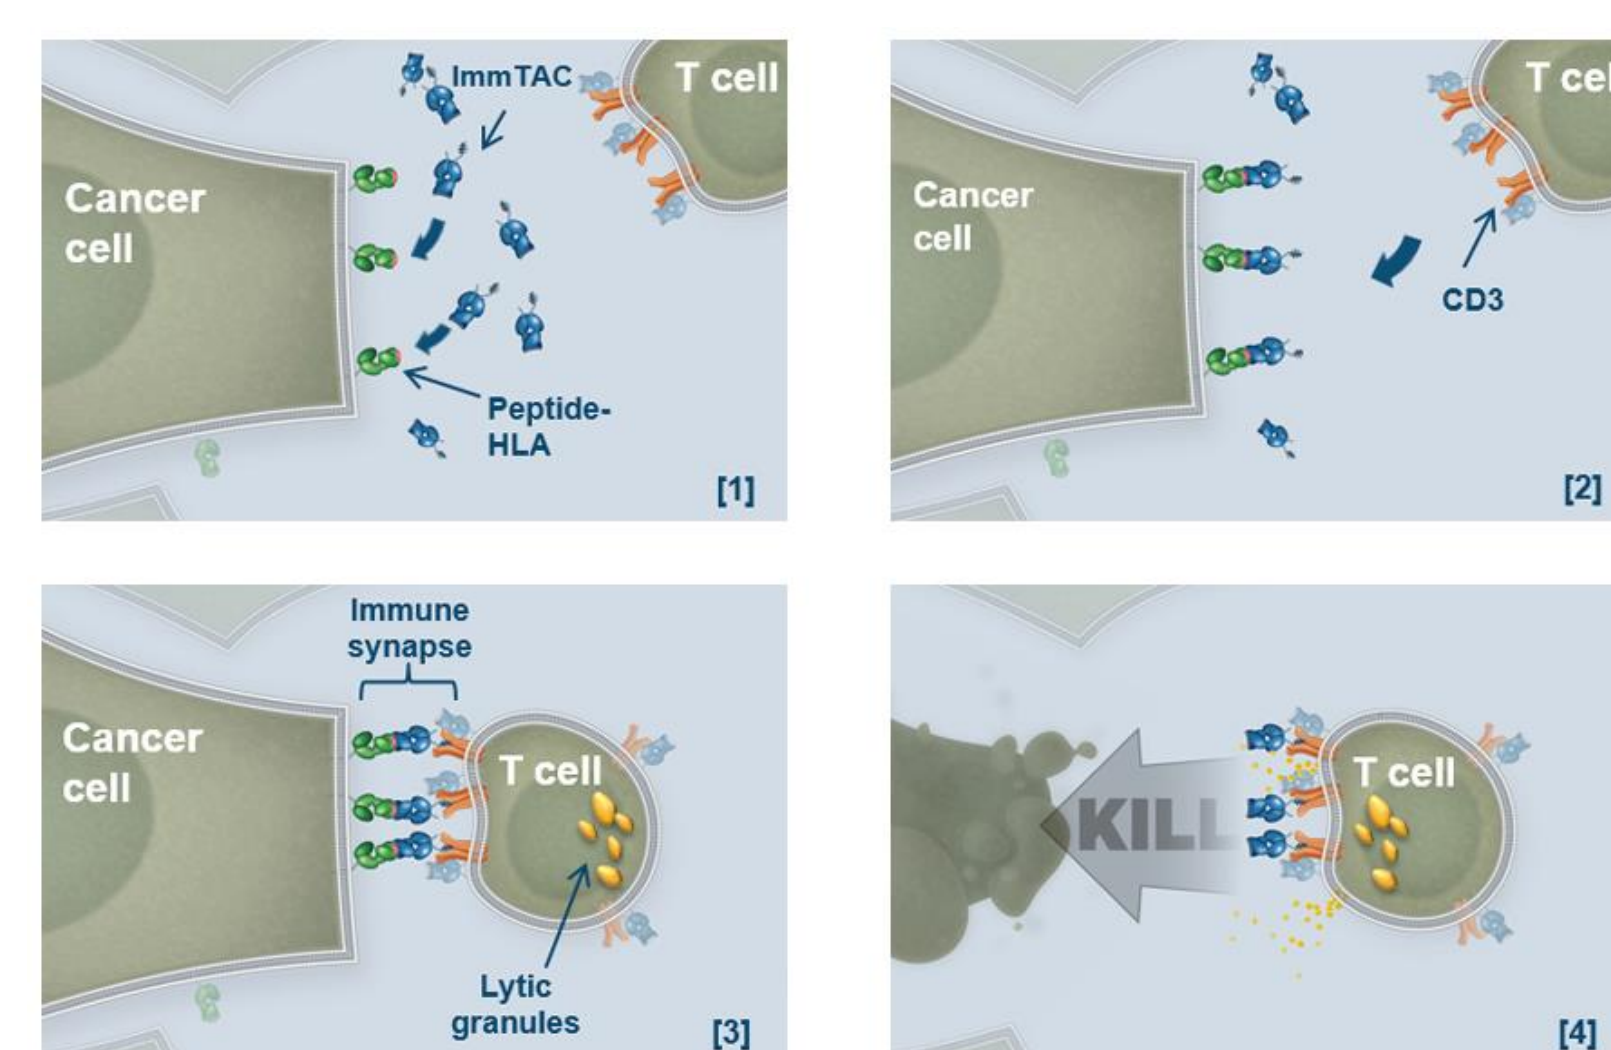 ImmTAC
T cell
Cancer
cell
Peptide-
HLA
[1]
T cel
Cancer
cell
CD3
[2]
Immune
synapse
Cancer
cell
T cell
Lytic
granules
[3]
T cell
KILL
[4]